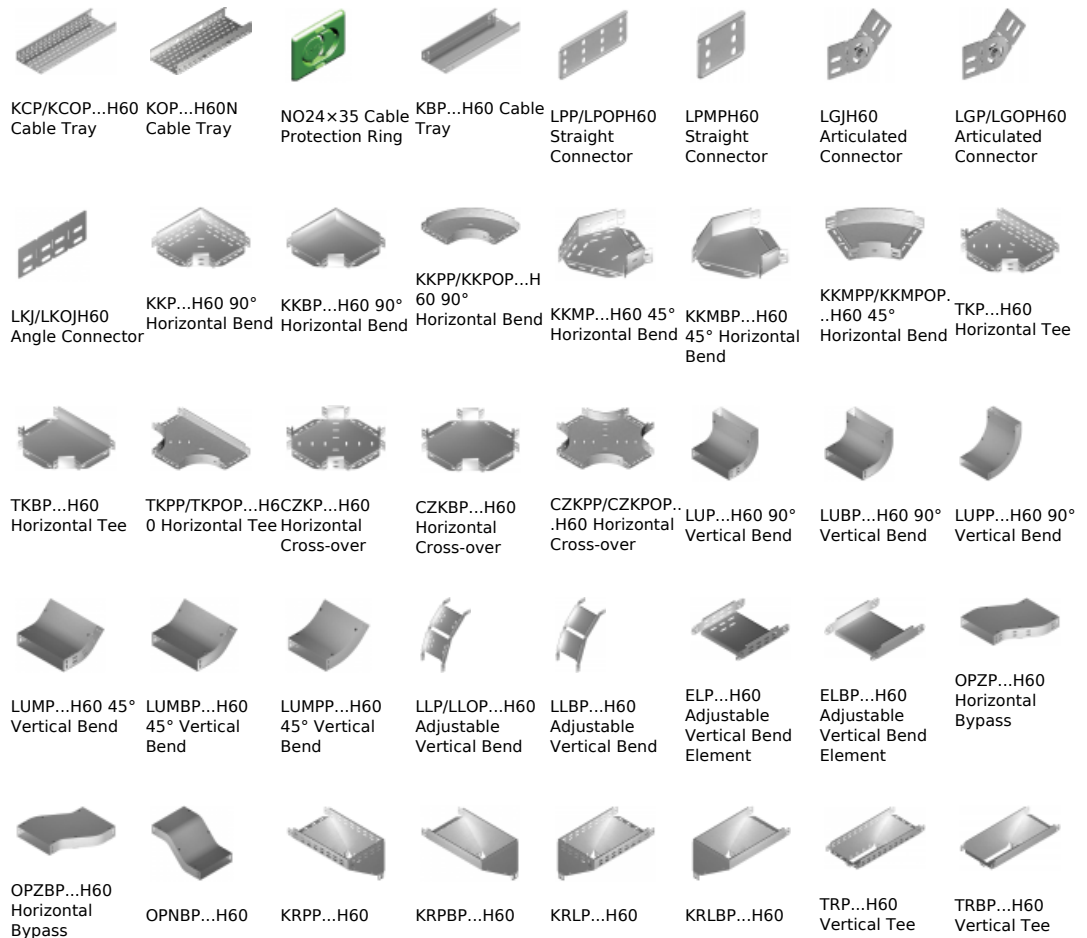 KCP/KCOP...H60
Cable Tray
KOP...H60N
Cable Tray
NO24×35 Cable
Protection Ring
KBP...H60 Cable
Tray
LPP/LPOPH60
Straight
Connector
LPMPH60
Straight
Connector
LGJH60
Articulated
Connector
LGP/LGOPH60
Articulated
Connector
LKJ/LKOJH60
Angle Connector
KKP...H60 90°
Horizontal Bend
KKBP...H60 90°
Horizontal Bend
KKPP/KKPOP...H
60 90°
Horizontal Bend
KKMP...H60 45°
Horizontal Bend
KKMBP...H60
45° Horizontal
Bend
KKMPP/KKMPOP.
..H60 45°
Horizontal Bend
TKP...H60
Horizontal Tee
TKBP...H60
Horizontal Tee
TKPP/TKPOP...H6
0 Horizontal Tee
CZKP...H60
Horizontal
Cross-over
CZKBP...H60
Horizontal
Cross-over
CZKPP/CZKPOP..
.H60 Horizontal
Cross-over
LUP...H60 90°
Vertical Bend
LUBP...H60 90°
Vertical Bend
LUPP...H60 90°
Vertical Bend
LUMP...H60 45°
Vertical Bend
LUMBP...H60
45° Vertical
Bend
LUMPP...H60
45° Vertical
Bend
LLP/LLOP...H60
Adjustable
Vertical Bend
LLBP...H60
Adjustable
Vertical Bend
ELP...H60
Adjustable
Vertical Bend
Element
ELBP...H60
Adjustable
Vertical Bend
Element
OPZP...H60
Horizontal
Bypass
OPZBP...H60
Horizontal
Bypass
OPNBP...H60
KRPP...H60
KRPBP...H60
KRLP...H60
KRLBP...H60
TRP...H60
Vertical Tee
TRBP...H60
Vertical Tee